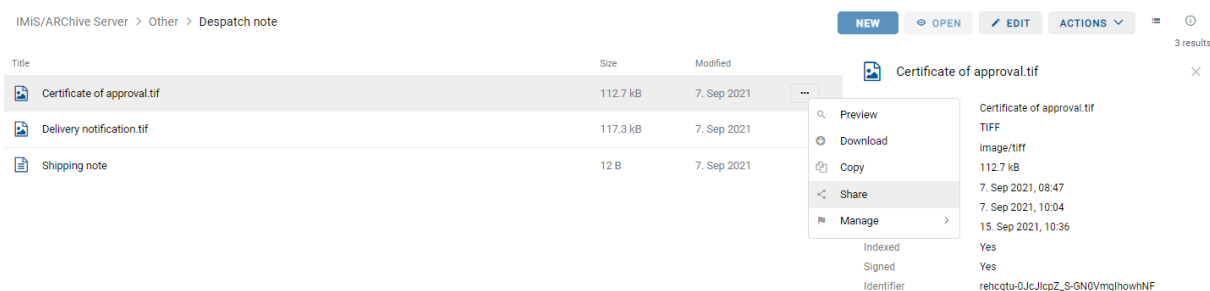 IMiS/ARChive Server > Other > Despatch note
NEW
OPEN
EDIT
ACTIONS
3 results
Title Size Modified
Certificate of approval.tif 112.7 kB 7. Sep 2021 ...
Delivery notification.tif 117.3 kB 7. Sep 2021
Shipping note 12 B 7. Sep 2021
Preview
Download
Copy
Share
Manage >
Certificate of approval.tif
Certificate of approval.tif
TIFF
image/tiff
112.7 kB
7. Sep 2021, 08:47
7. Sep 2021, 10:04
15. Sep 2021, 10:36
Indexed Yes
Signed Yes
Identifier